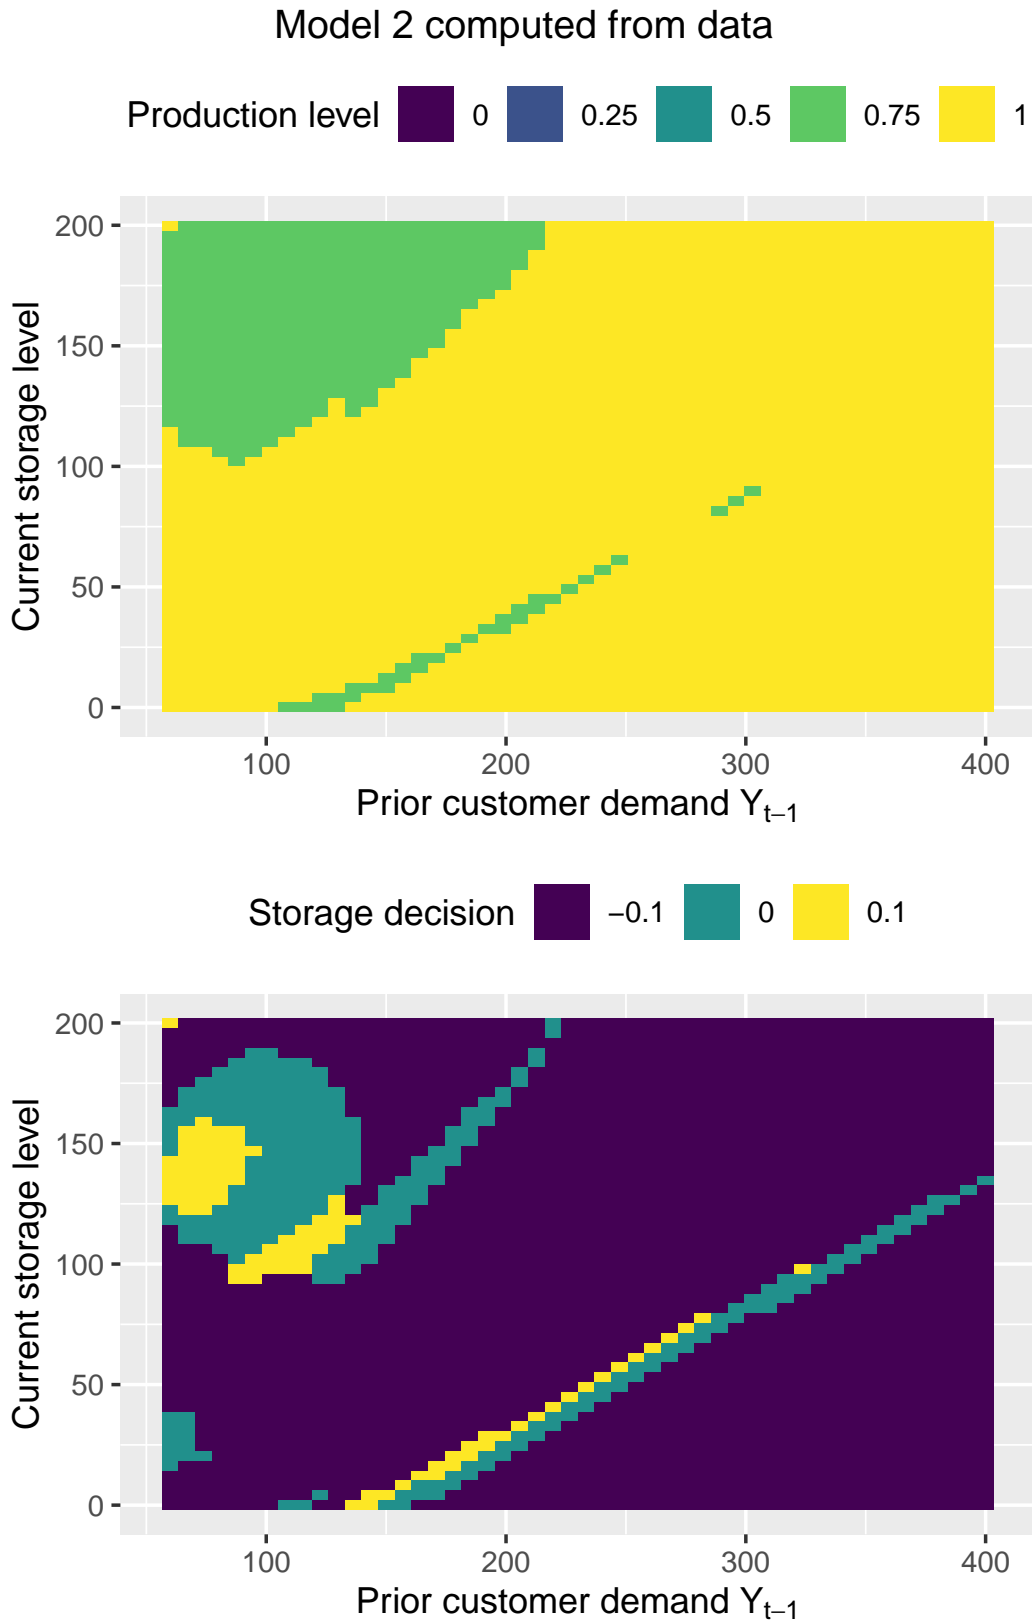 Model 2 computed from data
Production level 0 0.25 0.5 0.75 1
Current storage level
200
150
100
50
0
100 200 300 400
Prior customer demand Y_{t−1}
Storage decision −0.1 0 0.1
Current storage level
200
150
100
50
0
100 200 300 400
Prior customer demand Y_{t−1}